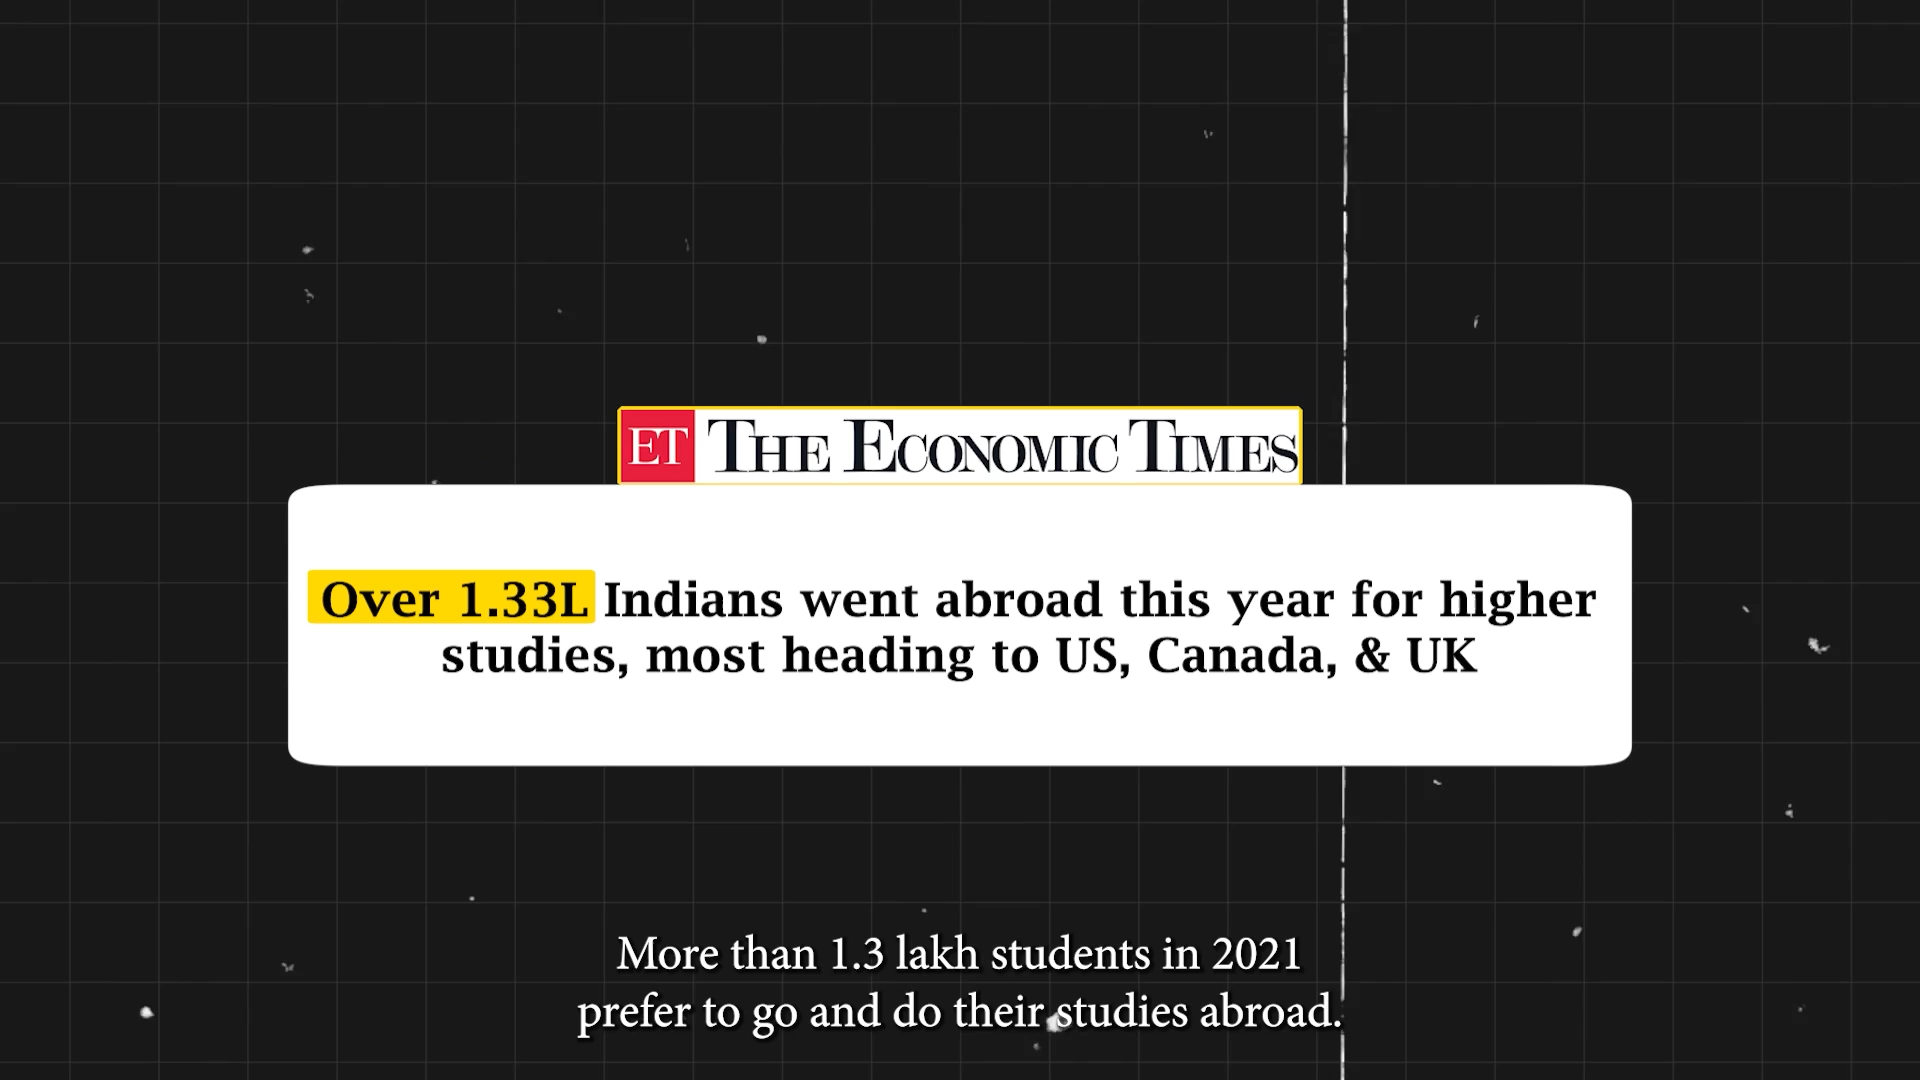 ET THE ECONOMIC TIMES
Over 1.33L Indians went abroad this year for higher
studies, most heading to US, Canada, & UK
More than 1.3 lakh students in 2021
prefer to go and do their studies abroad.